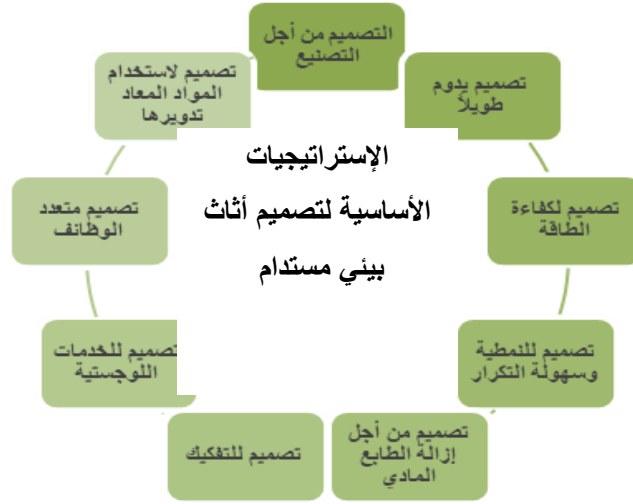 التصميم من أجل
التصنيع
تصميم يدوم
طويلاً
تصميم لكفاءة
الطاقة
تصميم للنمطية
وسهولة التكرار
تصميم من أجل
إزالة الطابع
المادي
تصميم للتفكيك
تصميم للخدمات
اللوجستية
تصميم متعدد
الوظائف
تصميم لاستخدام
المواد المعاد
تدويرها
الإستراتيجيات
الأساسية لتصميم أثاث
بيئي مستدام